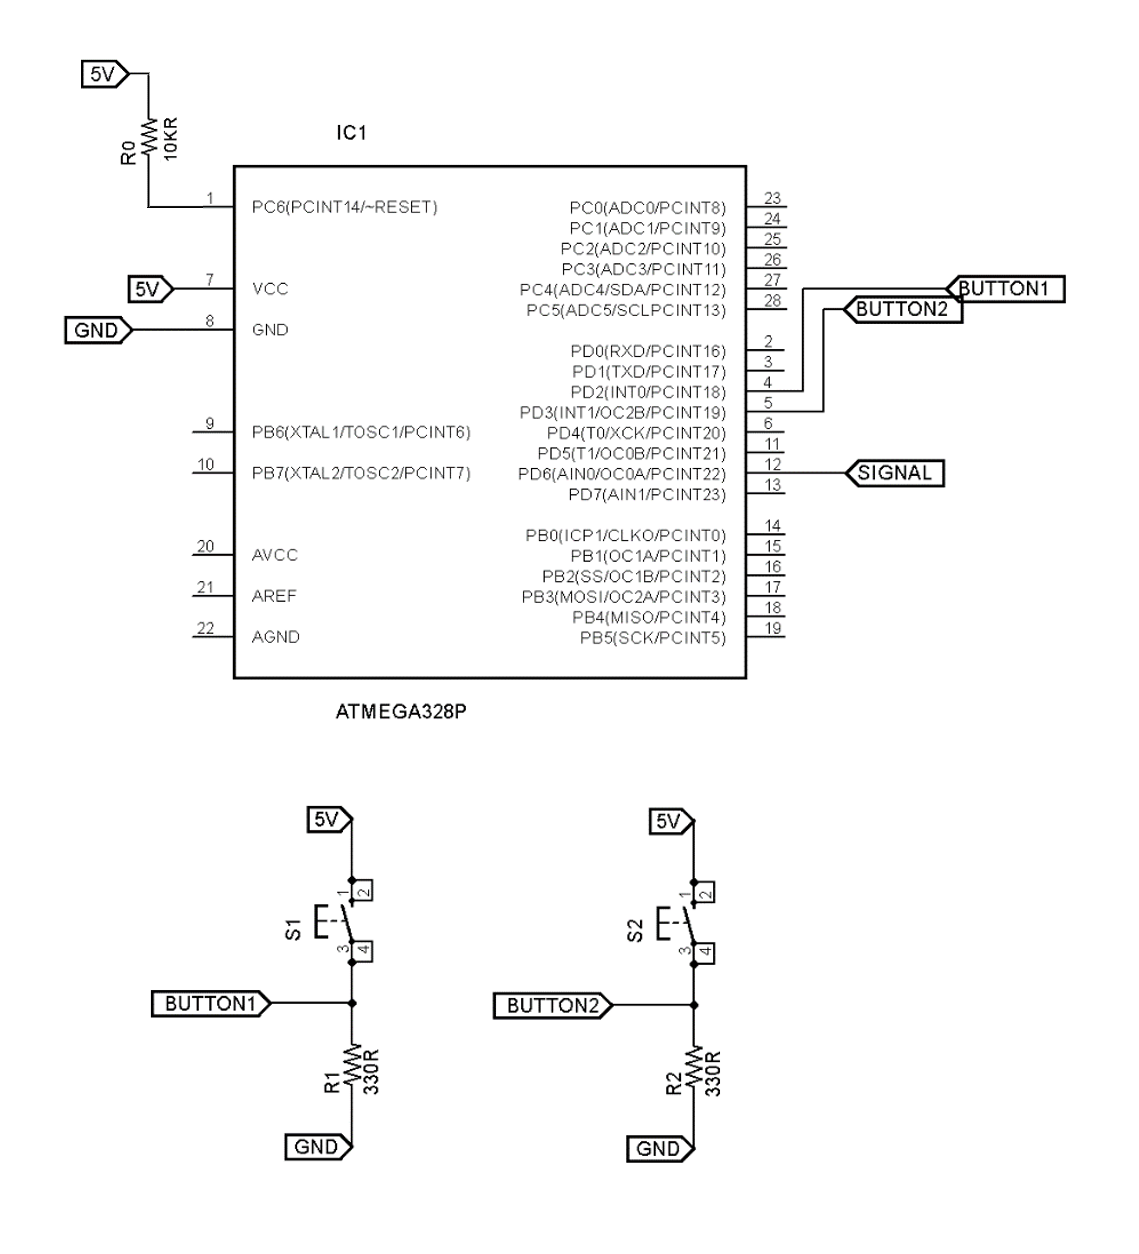 5V
R0
10KR
IC1
1
PC6(PCINT14/~RESET)
5V
7
VCC
GND
8
GND
9
PB6(XTAL1/TOSC1/PCINT6)
10
PB7(XTAL2/TOSC2/PCINT7)
20
AVCC
21
AREF
22
AGND
PC0(ADC0/PCINT8)
23
PC1(ADC1/PCINT9)
24
PC2(ADC2/PCINT10)
25
PC3(ADC3/PCINT11)
26
PC4(ADC4/SDA/PCINT12)
27
PC5(ADC5/SCLPCINT13)
28
BUTTON1
BUTTON2
PD0(RXD/PCINT16)
2
PD1(TXD/PCINT17)
3
PD2(INT0/PCINT18)
4
PD3(INT1/OC2B/PCINT19)
5
PD4(T0/XCK/PCINT20)
6
PD5(T1/OC0B/PCINT21)
11
PD6(AIN0/OC0A/PCINT22)
12
SIGNAL
PD7(AIN1/PCINT23)
13
PB0(ICP1/CLKO/PCINT0)
14
PB1(OC1A/PCINT1)
15
PB2(SS/OC1B/PCINT2)
16
PB3(MOSI/OC2A/PCINT3)
17
PB4(MISO/PCINT4)
18
PB5(SCK/PCINT5)
19
ATMEGA328P
5V
1
2
S1
3
4
BUTTON1
R1
330R
GND
5V
1
2
S2
3
4
BUTTON2
R2
330R
GND